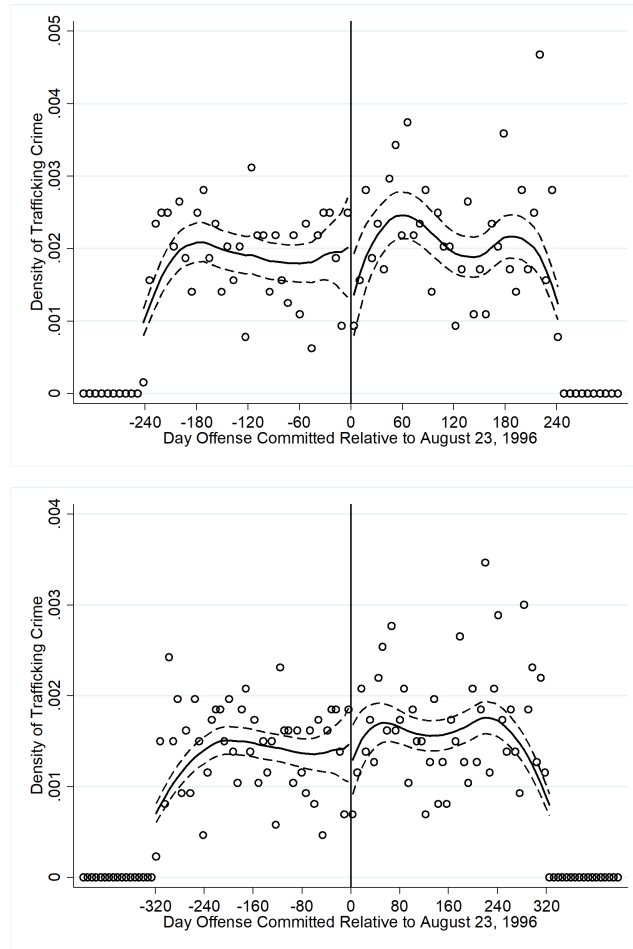 Density of Trafficking Crime
.005
.004
.003
.002
.001
0
-240 -180 -120 -60 0 60 120 180 240
Day Offense Committed Relative to August 23, 1996
Density of Trafficking Crime
.004
.003
.002
.001
0
-320 -240 -160 -80 0 80 160 240 320
Day Offense Committed Relative to August 23, 1996